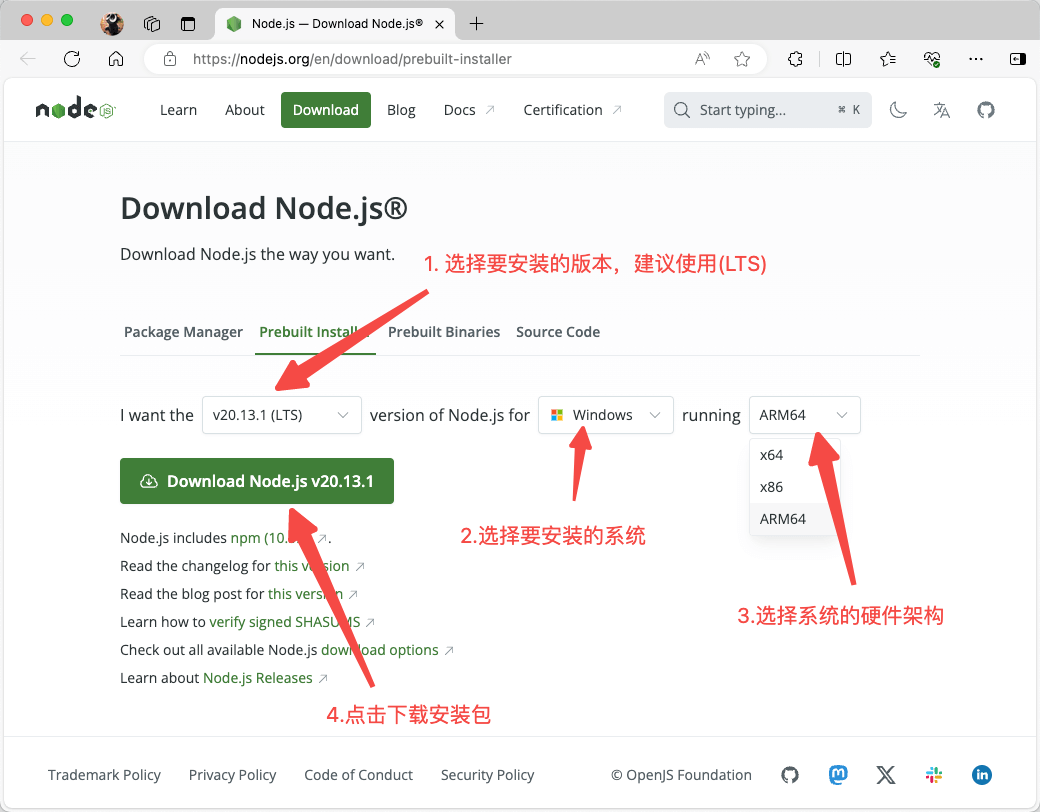 Node.js — Download Node.js®
https://nodejs.org/en/download/prebuilt-installer
node JS Learn About Download Blog Docs Certification Start typing... ⌘ K
Download Node.js®
Download Node.js the way you want.
1. 选择要安装的版本，建议使用(LTS)
Package Manager Prebuilt Prebuilt Binaries Source Code
I want the v20.13.1 (LTS) version of Node.js for Windows running ARM64
x64
x86
ARM64
Download Node.js v20.13.1
2.选择要安装的系统
3.选择系统的硬件架构
Node.js includes npm
Read the changelog for this version
Read the blog post for this version
Learn how to verify signed SHASUMS
Check out all available Node.js download options
Learn about Node.js Releases
4.点击下载安装包
Trademark Policy Privacy Policy Code of Conduct Security Policy © OpenJS Foundation